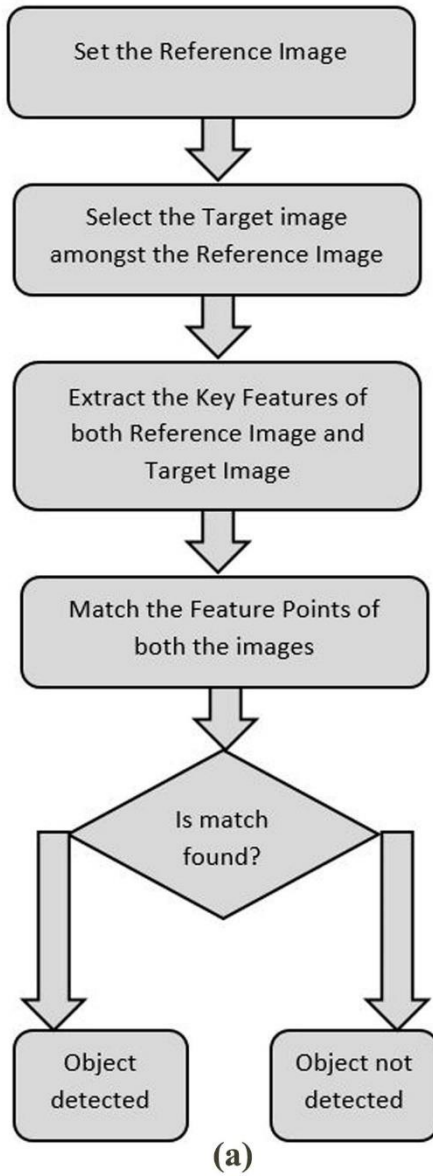 Set the Reference Image
Select the Target image
amongst the Reference Image
Extract the Key Features of
both Reference Image and
Target Image
Match the Feature Points of
both the images
Is match
found?
Object
detected
Object not
detected
(a)